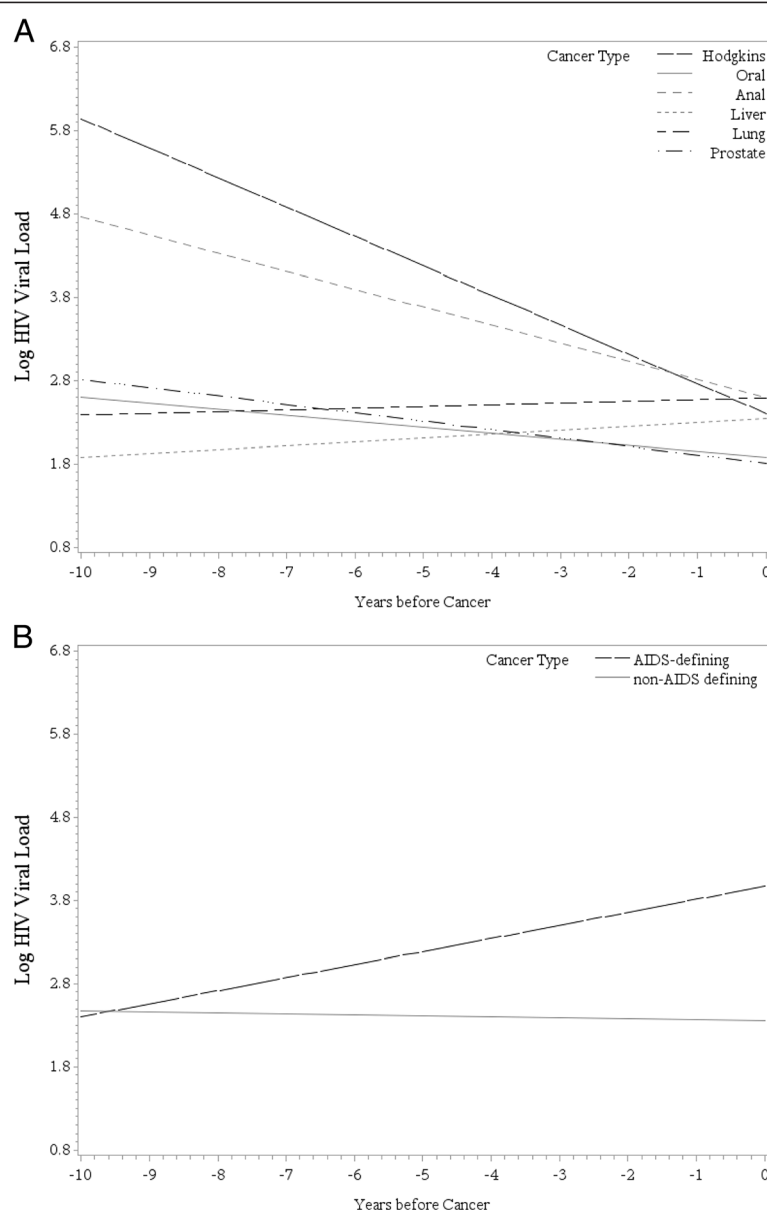 A
Cancer Type
Hodgkins
Oral
Anal
Liver
Lung
Prostate
Log HIV Viral Load
6.8
5.8
4.8
3.8
2.8
1.8
0.8
-10 -9 -8 -7 -6 -5 -4 -3 -2 -1 0
Years before Cancer
B
Cancer Type
AIDS-defining
non-AIDS defining
Log HIV Viral Load
6.8
5.8
4.8
3.8
2.8
1.8
0.8
-10 -9 -8 -7 -6 -5 -4 -3 -2 -1 0
Years before Cancer